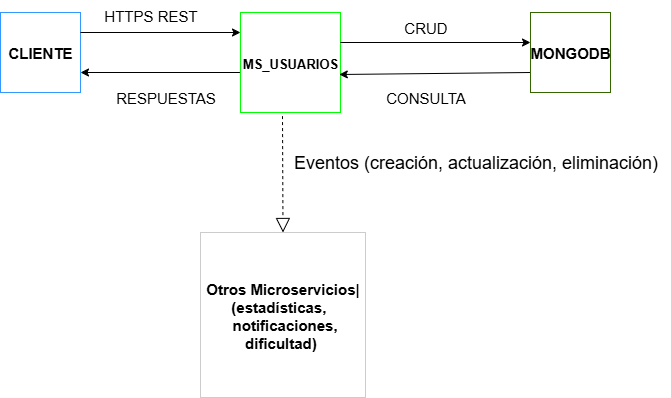 HTTPS REST
CLIENTE
RESPUESTAS
MS_USUARIOS
CRUD
CONSULTA
MONGODB
Eventos (creación, actualización, eliminación)
Otros Microservicios|
(estadísticas,
notificaciones,
dificultad)